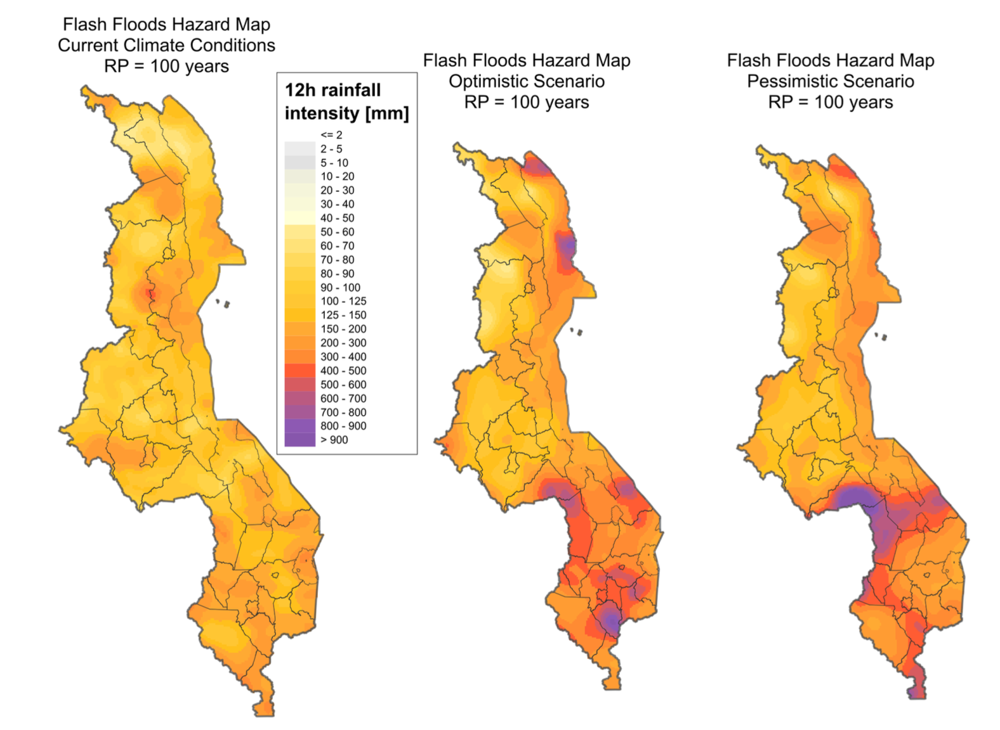 Flash Floods Hazard Map
Current Climate Conditions
RP = 100 years
12h rainfall
intensity [mm]
<= 2
2 - 5
5 - 10
10 - 20
20 - 30
30 - 40
40 - 50
50 - 60
60 - 70
70 - 80
80 - 90
90 - 100
100 - 125
125 - 150
150 - 200
200 - 300
300 - 400
400 - 500
500 - 600
600 - 700
700 - 800
800 - 900
> 900
Flash Floods Hazard Map
Optimistic Scenario
RP = 100 years
Flash Floods Hazard Map
Pessimistic Scenario
RP = 100 years